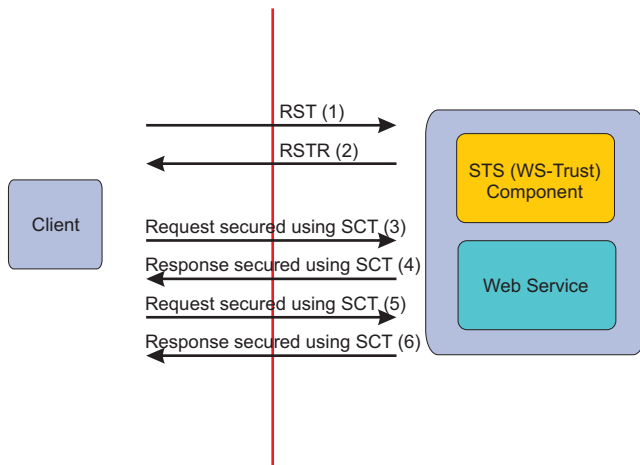 RST (1)
RSTR (2)
STS (WS-Trust)
Component
Client
Request secured using SCT (3)
Response secured using SCT (4)
Web Service
Request secured using SCT (5)
Response secured using SCT (6)